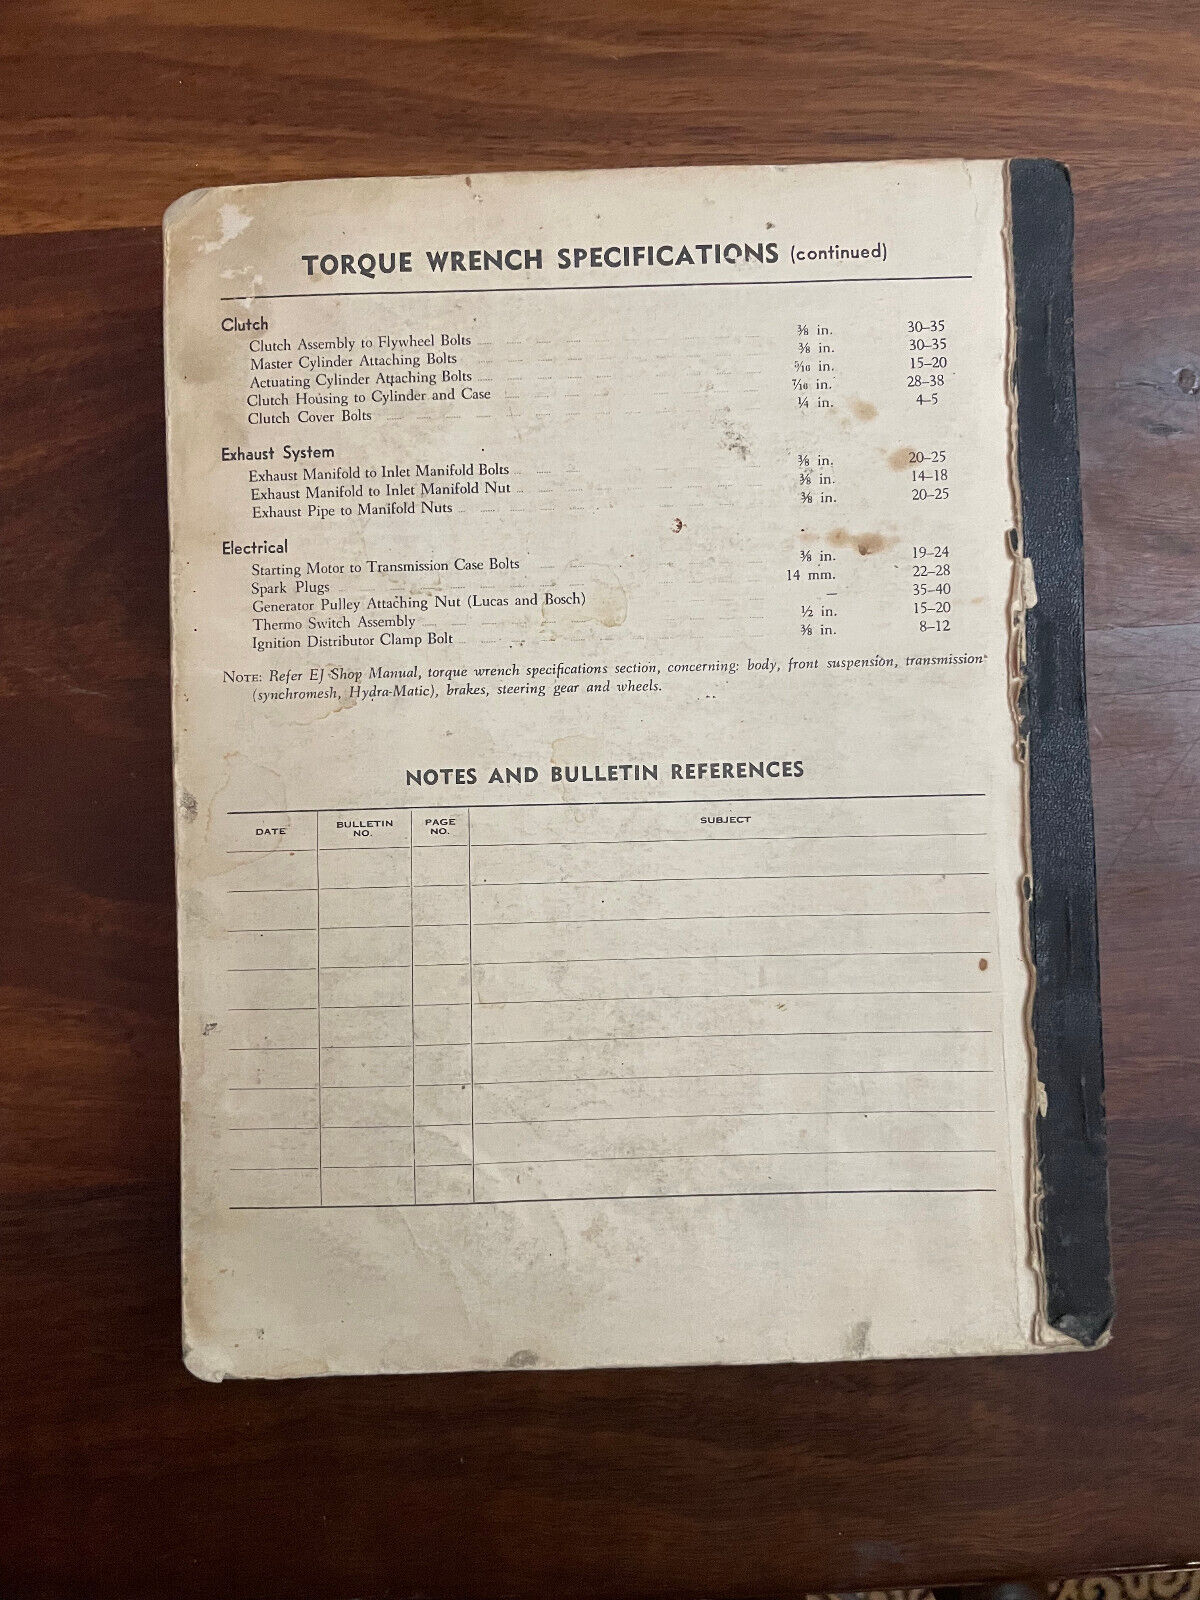 TORQUE WRENCH SPECIFICATIONS (continued)
Clutch
Clutch Assembly to Flywheel Bolts ⅜ in. 30–35
Master Cylinder Attaching Bolts ⅜ in. 30–35
Actuating Cylinder Attaching Bolts 5/16 in. 15–20
Clutch Housing to Cylinder and Case 7/16 in. 28–38
Clutch Cover Bolts ¼ in. 4–5
Exhaust System
Exhaust Manifold to Inlet Manifold Bolts ⅜ in. 20–25
Exhaust Manifold to Inlet Manifold Nut ⅜ in. 14–18
Exhaust Pipe to Manifold Nuts ⅜ in. 20–25
Electrical
Starting Motor to Transmission Case Bolts ⅜ in. 19–24
Spark Plugs 14 mm. 22–28
Generator Pulley Attaching Nut (Lucas and Bosch) — 35–40
Thermo Switch Assembly ½ in. 15–20
Ignition Distributor Clamp Bolt ⅜ in. 8–12
NOTE: Refer EJ Shop Manual, torque wrench specifications section, concerning: body, front suspension, transmission
(synchromesh, Hydra-Matic), brakes, steering gear and wheels.
NOTES AND BULLETIN REFERENCES
DATE BULLETIN NO. PAGE NO. SUBJECT